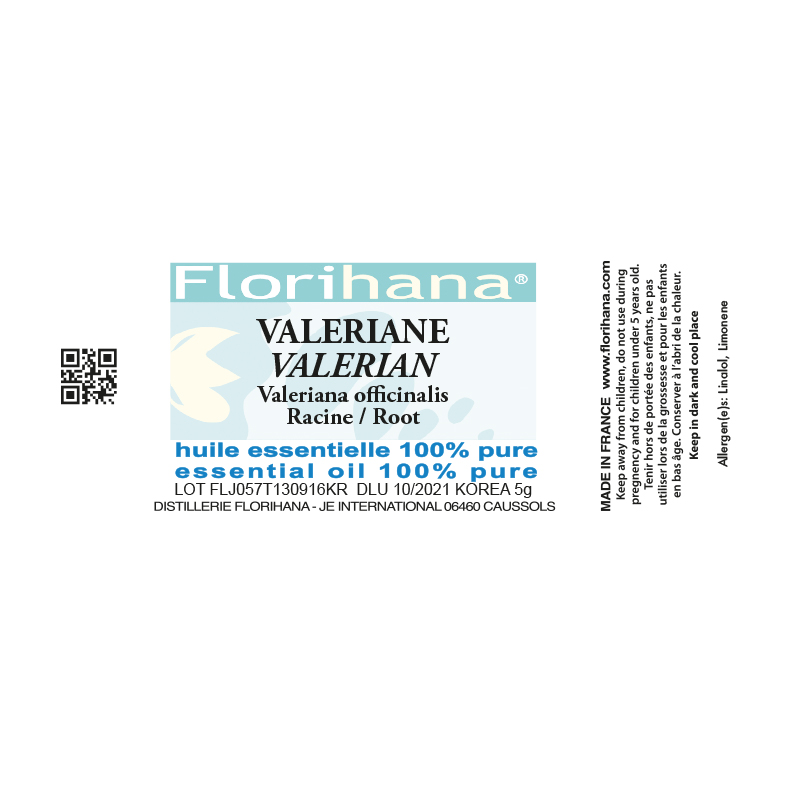 Florihana®
VALERIANE
VALERIAN
Valeriana officinalis
Racine / Root
huile essentielle 100% pure
essential oil 100% pure
LOT FLJ057T130916KR DLU 10/2021 KOREA 5g
DISTILLERIE FLORIHANA - JE INTERNATIONAL 06460 CAUSSOLS
MADE IN FRANCE www.florihana.com
Keep away from children, do not use during
pregnency and for children under 5 years old.
Tenir hors de portée des enfants, ne pas
utiliser lors de la grossesse et pour les enfants
en bas âge. Conserver à l'abri de la chaleur.
Keep in dark and cool place
Allergen(e)s: Linalol, Limonene